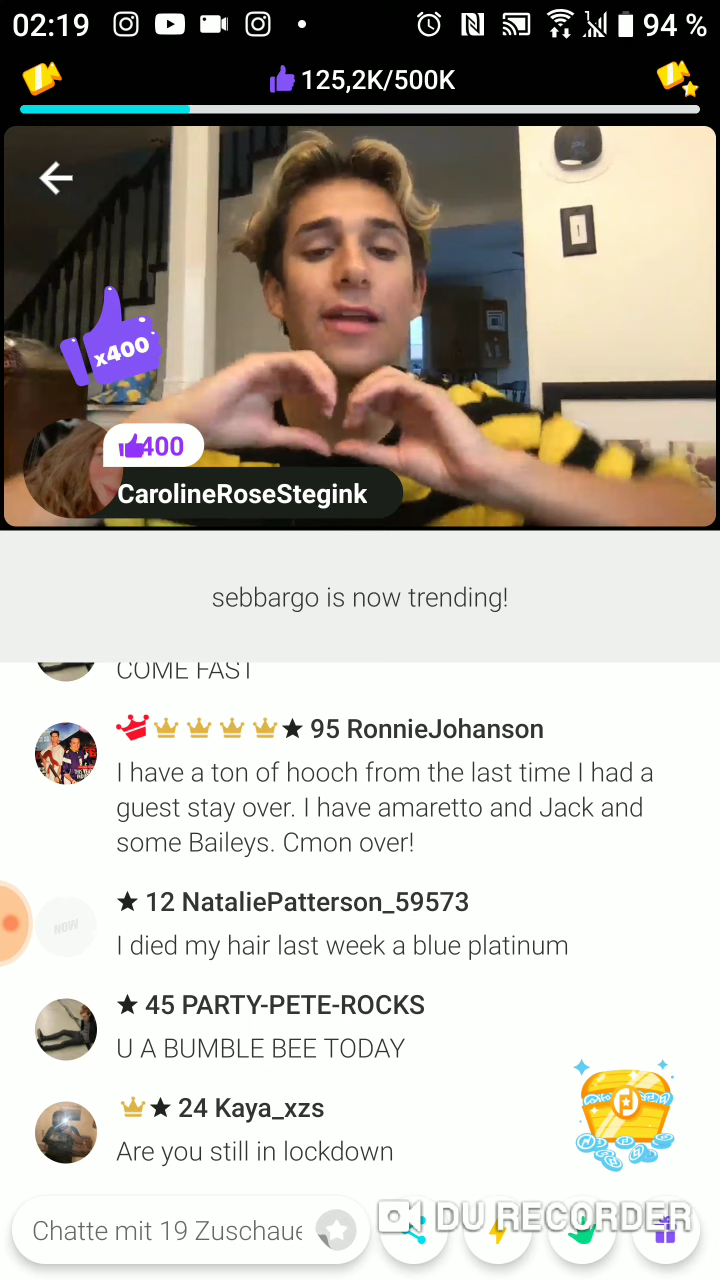 02:19
94 %
125,2K/500K
x400
400
CarolineRoseStegink
sebbargo is now trending!
COME FAST
95 RonnieJohanson
I have a ton of hooch from the last time I had a
guest stay over. I have amaretto and Jack and
some Baileys. Cmon over!
12 NataliePatterson_59573
NOW
I died my hair last week a blue platinum
45 PARTY-PETE-ROCKS
U A BUMBLE BEE TODAY
24 Kaya_xzs
Are you still in lockdown
Chatte mit 19 Zuschaue
DU RECORDER